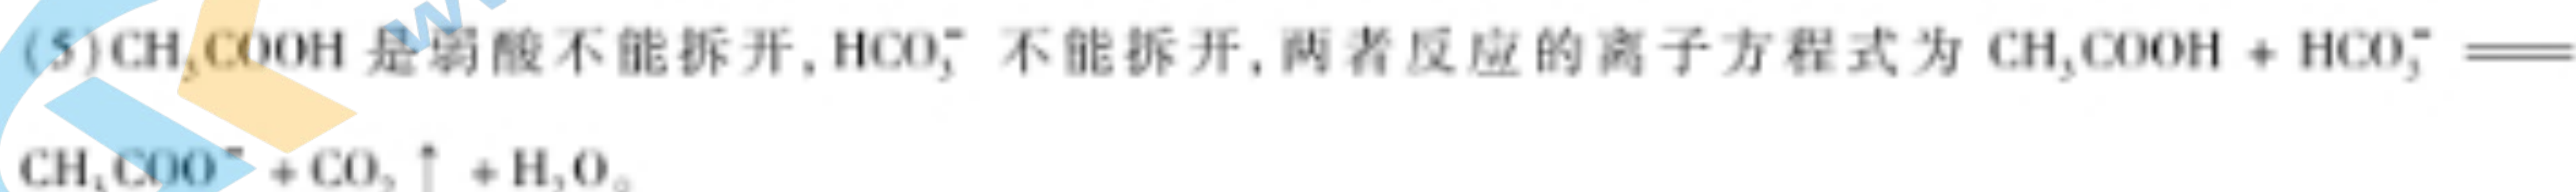 (5)CH₃COOH 是弱酸不能拆开,HCO₃⁻ 不能拆开,两者反应的离子方程式为 CH₃COOH + HCO₃⁻ ══
CH₃COO⁻ + CO₂↑ + H₂O。